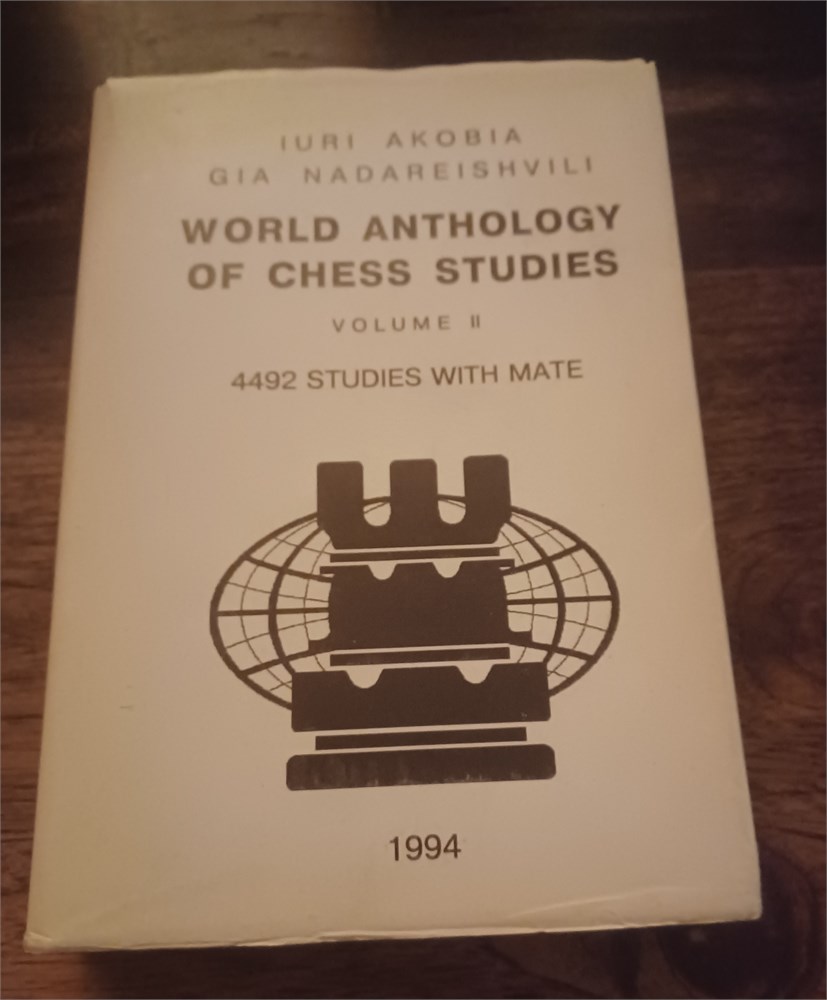 IURI AKOBIA
GIA NADAREISHVILI
WORLD ANTHOLOGY
OF CHESS STUDIES
VOLUME II
4492 STUDIES WITH MATE
1994